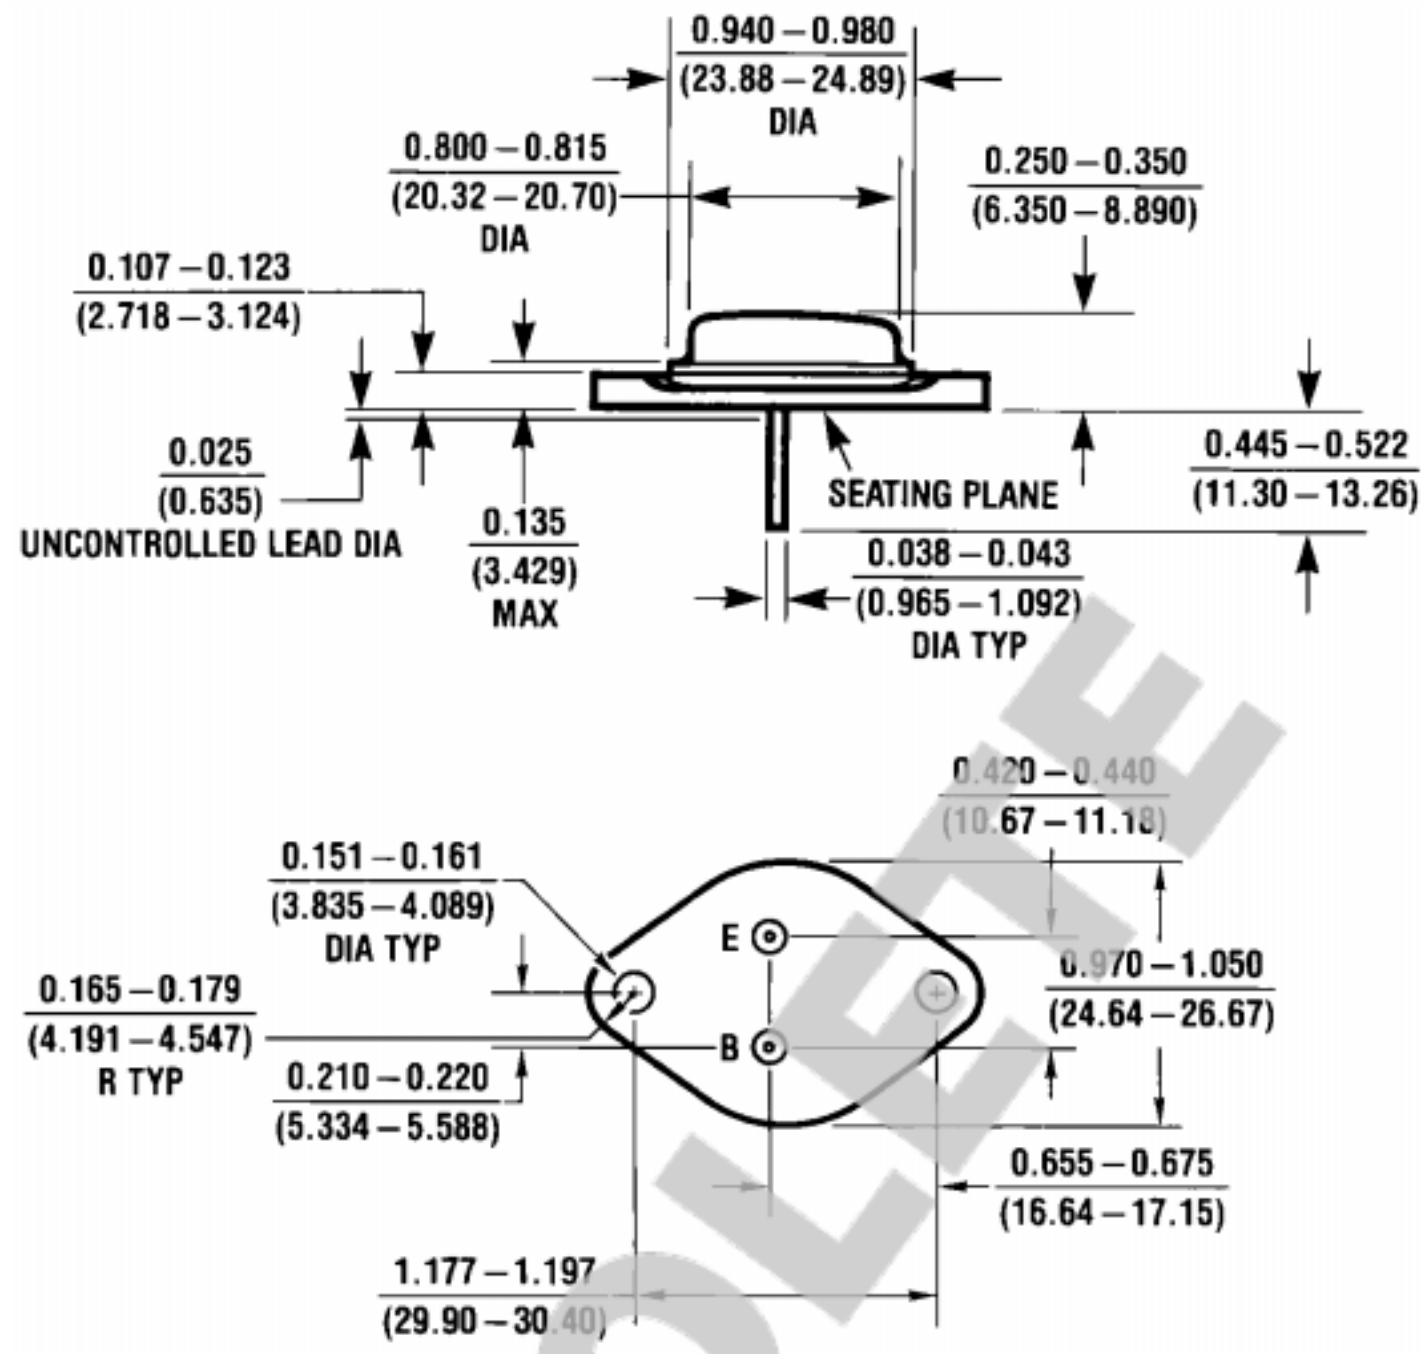 0.940 – 0.980
(23.88 – 24.89)
DIA
0.800 – 0.815
(20.32 – 20.70)
DIA
0.250 – 0.350
(6.350 – 8.890)
0.107 – 0.123
(2.718 – 3.124)
0.025
(0.635)
UNCONTROLLED LEAD DIA
0.135
(3.429)
MAX
SEATING PLANE
0.445 – 0.522
(11.30 – 13.26)
0.038 – 0.043
(0.965 – 1.092)
DIA TYP
0.420 – 0.440
(10.67 – 11.18)
0.151 – 0.161
(3.835 – 4.089)
DIA TYP
E
0.165 – 0.179
(4.191 – 4.547)
R TYP
0.970 – 1.050
(24.64 – 26.67)
B
0.210 – 0.220
(5.334 – 5.588)
0.655 – 0.675
(16.64 – 17.15)
1.177 – 1.197
(29.90 – 30.40)
OLETE